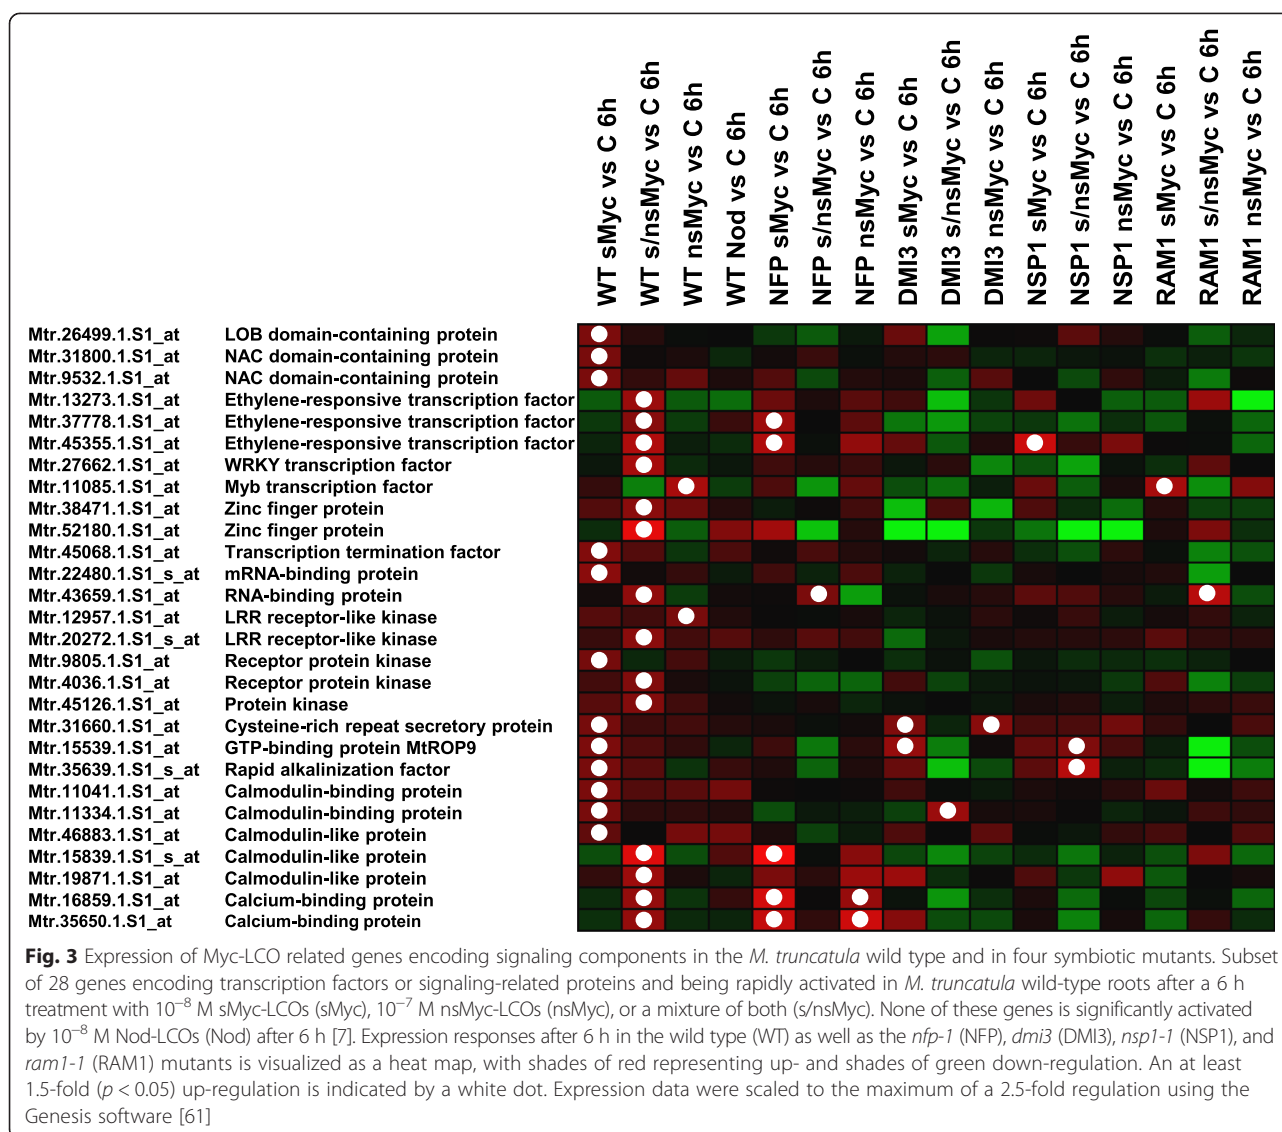 WT sMyc vs C 6h
WT s/nsMyc vs C 6h
WT nsMyc vs C 6h
WT Nod vs C 6h
NFP sMyc vs C 6h
NFP s/nsMyc vs C 6h
NFP nsMyc vs C 6h
DMI3 sMyc vs C 6h
DMI3 s/nsMyc vs C 6h
DMI3 nsMyc vs C 6h
NSP1 sMyc vs C 6h
NSP1 s/nsMyc vs C 6h
NSP1 nsMyc vs C 6h
RAM1 sMyc vs C 6h
RAM1 s/nsMyc vs C 6h
RAM1 nsMyc vs C 6h
Mtr.26499.1.S1_at LOB domain-containing protein
Mtr.31800.1.S1_at NAC domain-containing protein
Mtr.9532.1.S1_at NAC domain-containing protein
Mtr.13273.1.S1_at Ethylene-responsive transcription factor
Mtr.37778.1.S1_at Ethylene-responsive transcription factor
Mtr.45355.1.S1_at Ethylene-responsive transcription factor
Mtr.27662.1.S1_at WRKY transcription factor
Mtr.11085.1.S1_at Myb transcription factor
Mtr.38471.1.S1_at Zinc finger protein
Mtr.52180.1.S1_at Zinc finger protein
Mtr.45068.1.S1_at Transcription termination factor
Mtr.22480.1.S1_s_at mRNA-binding protein
Mtr.43659.1.S1_at RNA-binding protein
Mtr.12957.1.S1_at LRR receptor-like kinase
Mtr.20272.1.S1_s_at LRR receptor-like kinase
Mtr.9805.1.S1_at Receptor protein kinase
Mtr.4036.1.S1_at Receptor protein kinase
Mtr.45126.1.S1_at Protein kinase
Mtr.31660.1.S1_at Cysteine-rich repeat secretory protein
Mtr.15539.1.S1_at GTP-binding protein MtROP9
Mtr.35639.1.S1_s_at Rapid alkalinization factor
Mtr.11041.1.S1_at Calmodulin-binding protein
Mtr.11334.1.S1_at Calmodulin-binding protein
Mtr.46883.1.S1_at Calmodulin-like protein
Mtr.15839.1.S1_s_at Calmodulin-like protein
Mtr.19871.1.S1_at Calmodulin-like protein
Mtr.16859.1.S1_at Calcium-binding protein
Mtr.35650.1.S1_at Calcium-binding protein
Fig. 3 Expression of Myc-LCO related genes encoding signaling components in the M. truncatula wild type and in four symbiotic mutants. Subset
of 28 genes encoding transcription factors or signaling-related proteins and being rapidly activated in M. truncatula wild-type roots after a 6 h
treatment with 10⁻⁸ M sMyc-LCOs (sMyc), 10⁻⁷ M nsMyc-LCOs (nsMyc), or a mixture of both (s/nsMyc). None of these genes is significantly activated
by 10⁻⁸ M Nod-LCOs (Nod) after 6 h [7]. Expression responses after 6 h in the wild type (WT) as well as the nfp-1 (NFP), dmi3 (DMI3), nsp1-1 (NSP1), and
ram1-1 (RAM1) mutants is visualized as a heat map, with shades of red representing up- and shades of green down-regulation. An at least
1.5-fold (p < 0.05) up-regulation is indicated by a white dot. Expression data were scaled to the maximum of a 2.5-fold regulation using the
Genesis software [61]